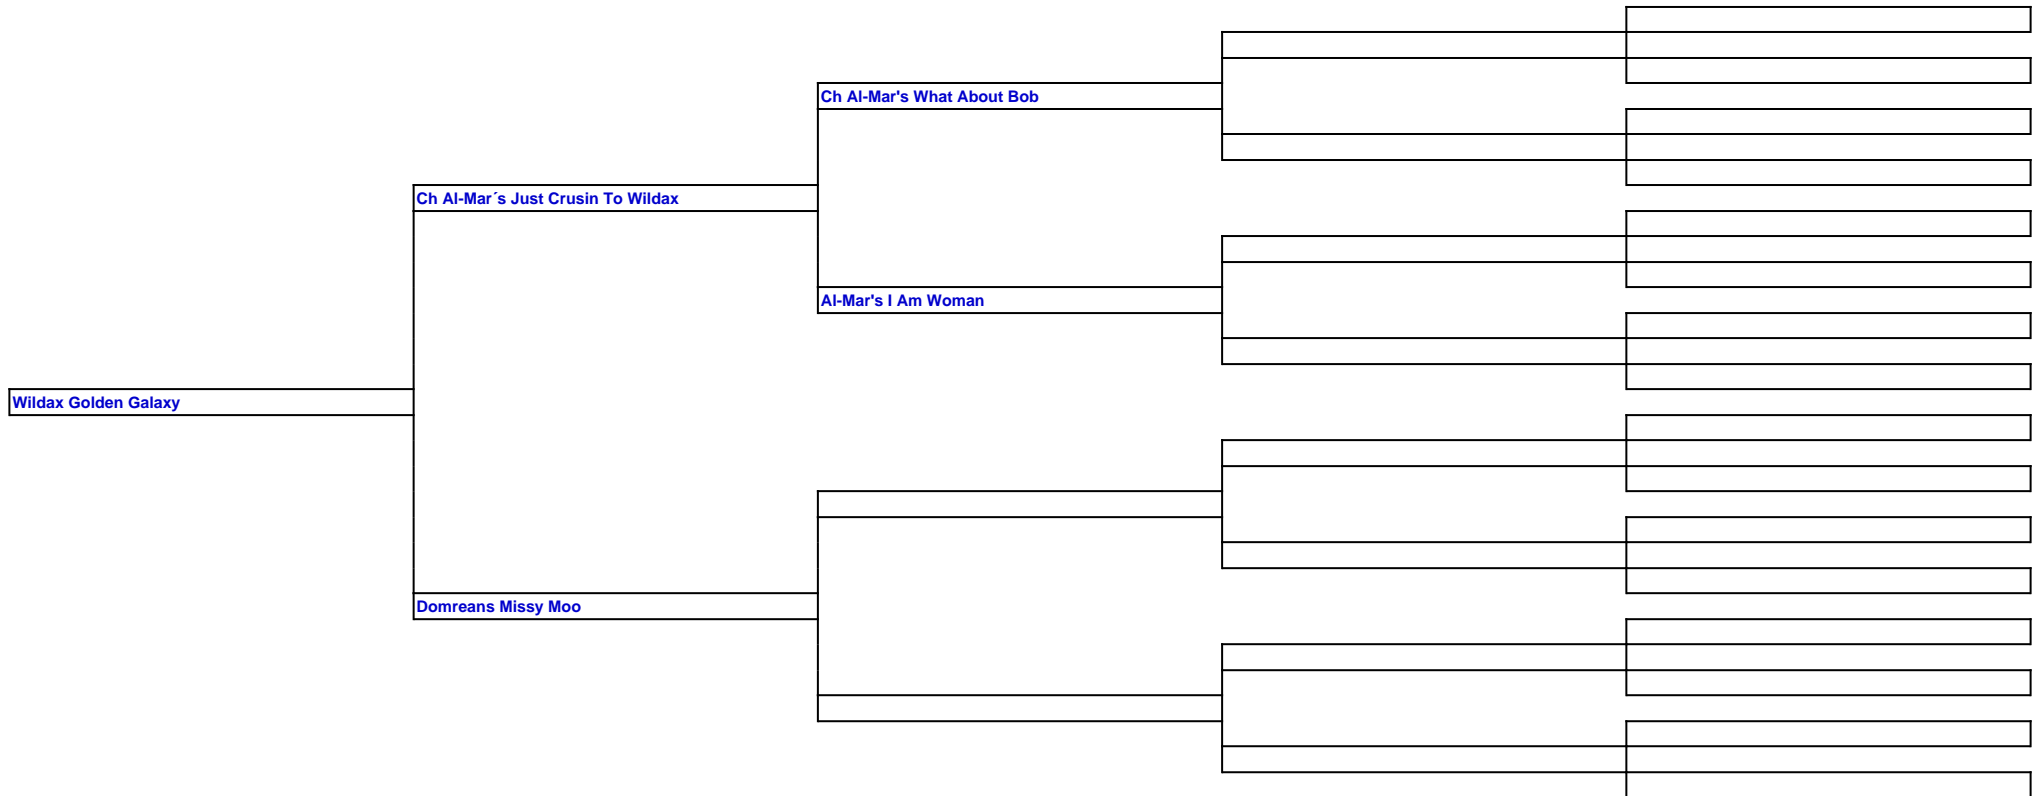 Ch Al-Mar's What About Bob
Ch Al-Mar´s Just Crusin To Wildax
Al-Mar's I Am Woman
Wildax Golden Galaxy
Domreans Missy Moo